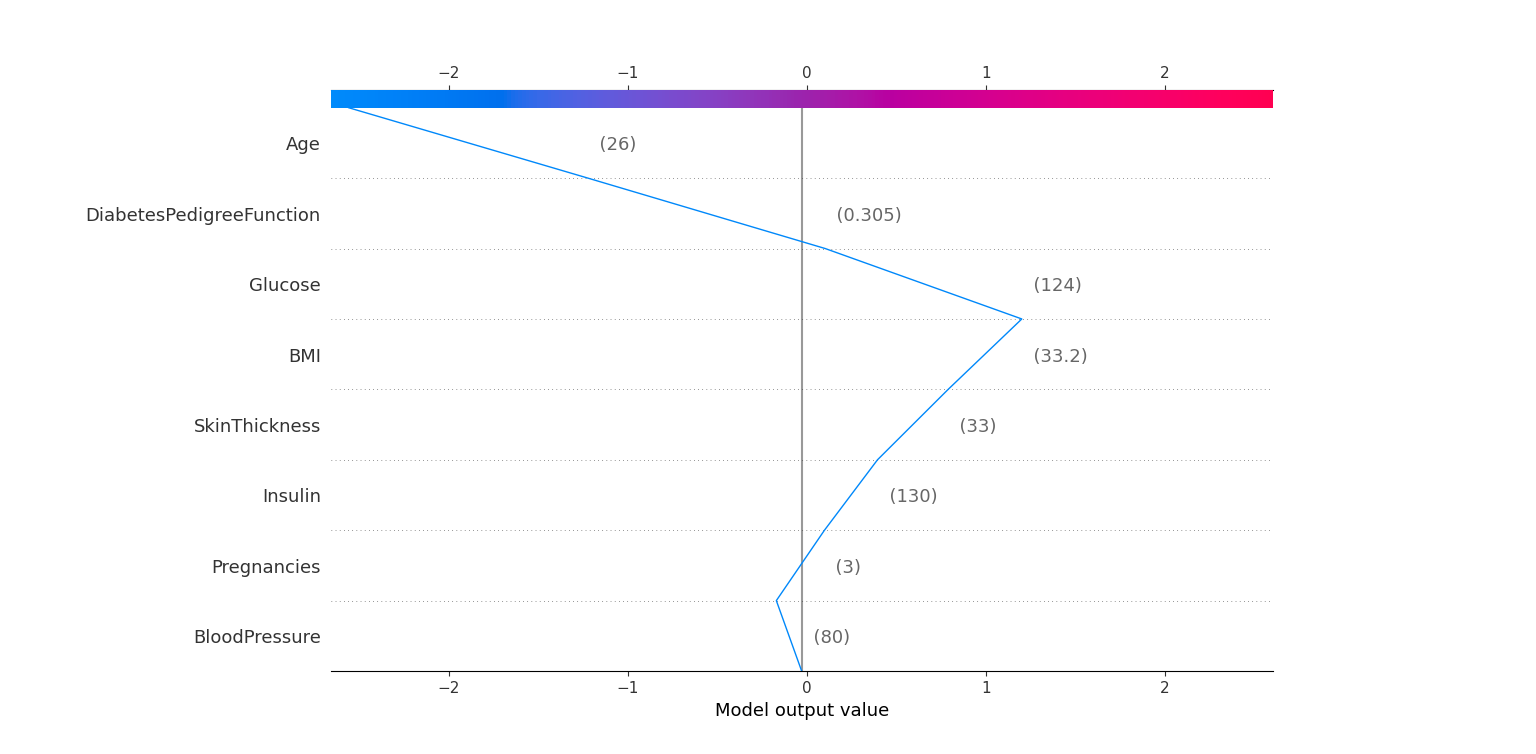 −2 −1 0 1 2
Age (26)
DiabetesPedigreeFunction (0.305)
Glucose (124)
BMI (33.2)
SkinThickness (33)
Insulin (130)
Pregnancies (3)
BloodPressure (80)
−2 −1 0 1 2
Model output value